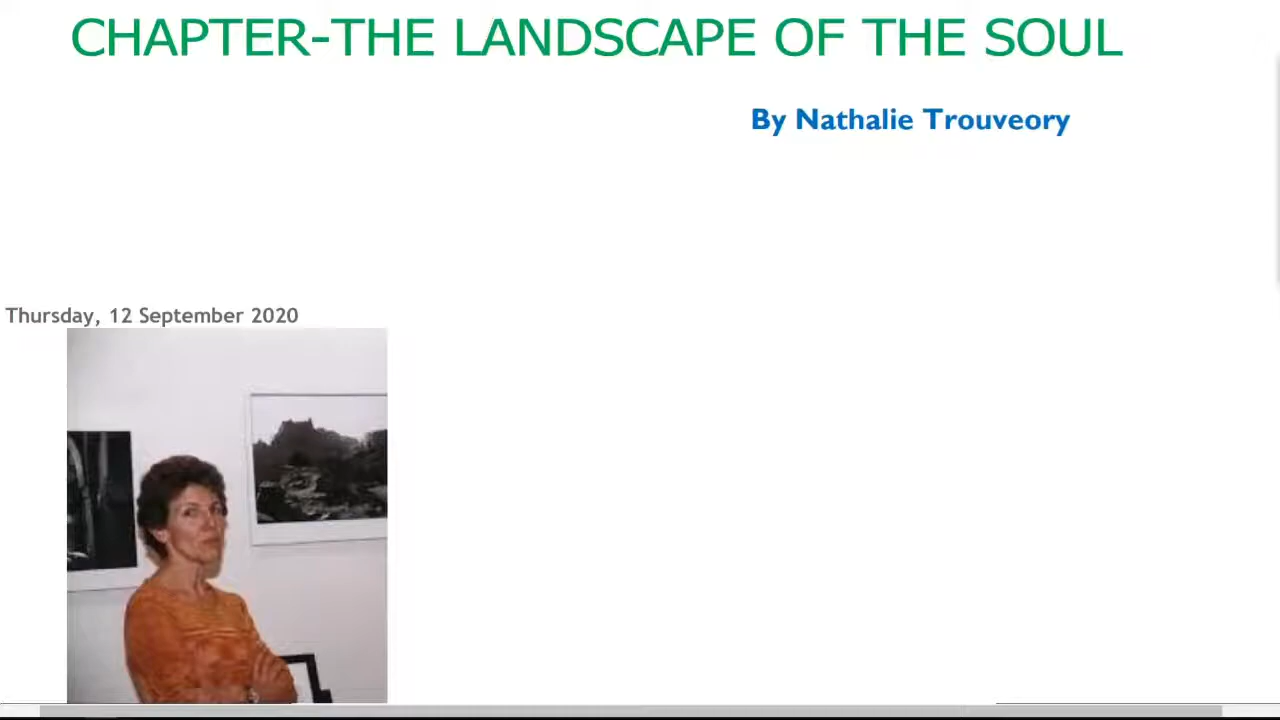 CHAPTER-THE LANDSCAPE OF THE SOUL
By Nathalie Trouveory
Thursday, 12 September 2020